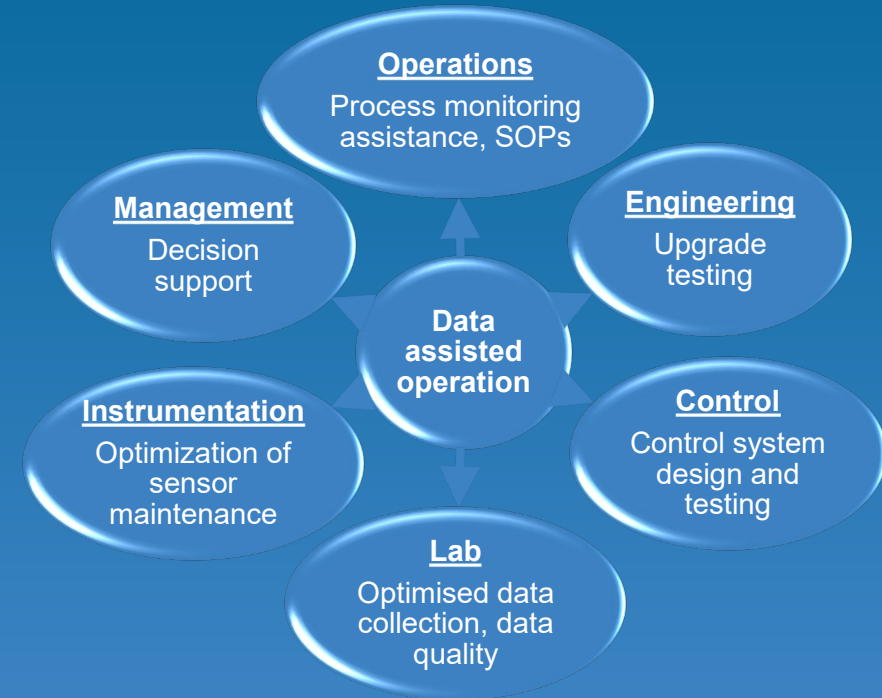 Operations
Process monitoring
assistance, SOPs
Management
Decision
support
Engineering
Upgrade
testing
Data
assisted
operation
Instrumentation
Optimization of
sensor
maintenance
Control
Control system
design and
testing
Lab
Optimised data
collection, data
quality